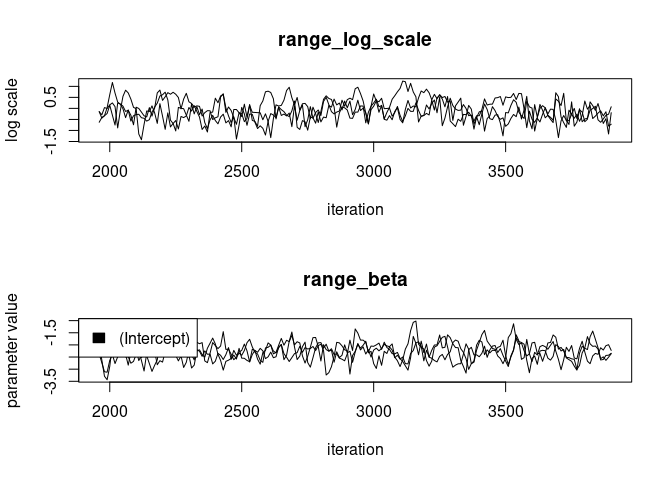 range_log_scale
log scale
0.5
-1.5
2000 2500 3000 3500
iteration
range_beta
parameter value
-1.5
-3.5
(Intercept)
2000 2500 3000 3500
iteration